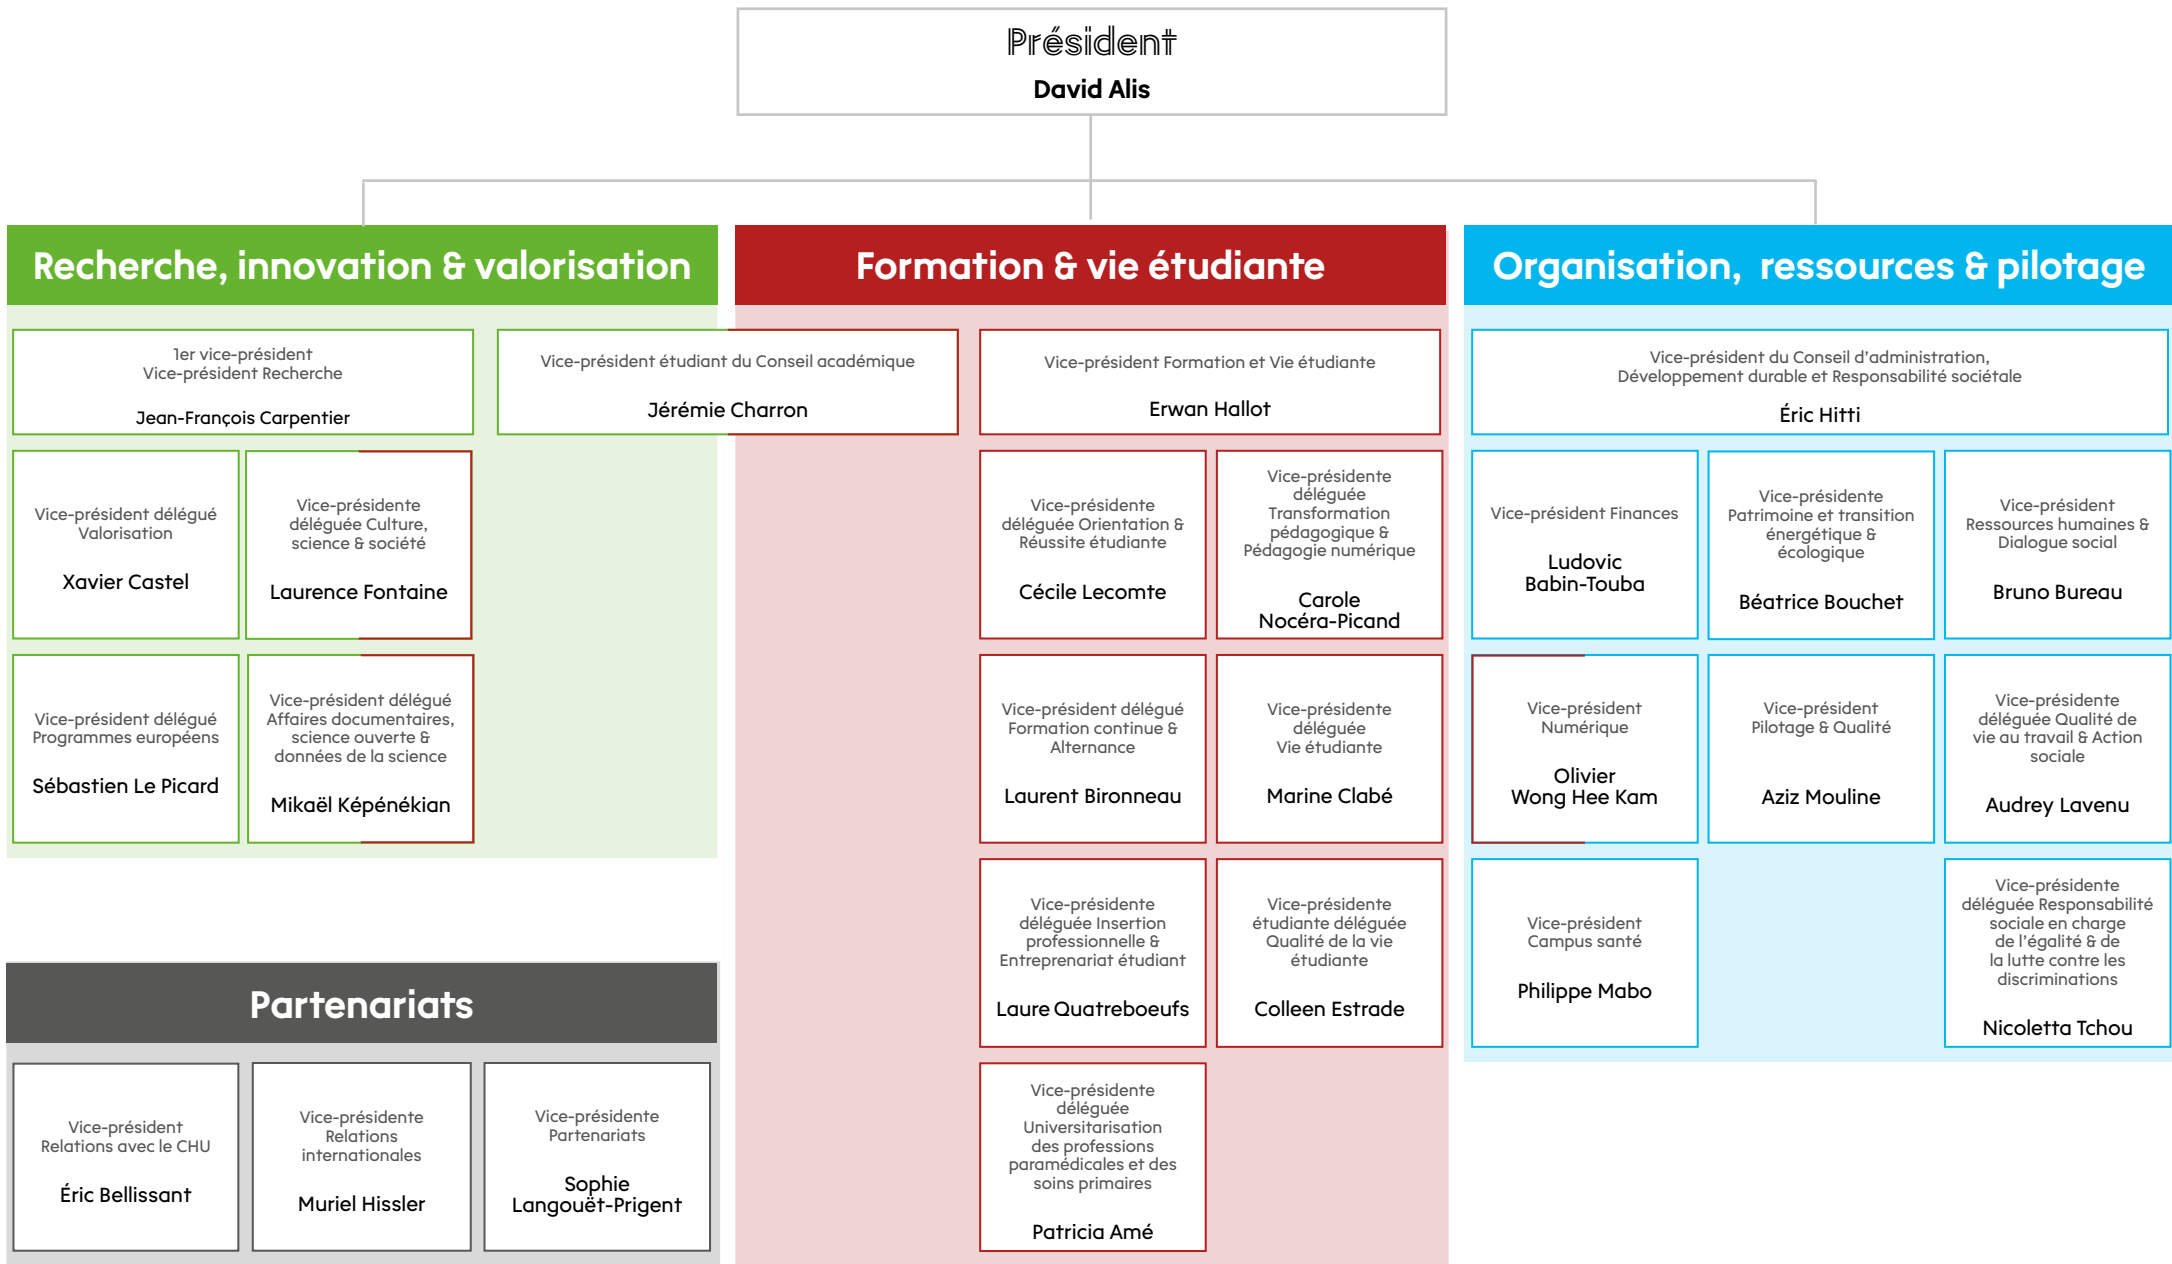 Président
David Alis
Recherche, innovation & valorisation
1er vice-président
Vice-président Recherche
Jean-François Carpentier
Vice-président étudiant du Conseil académique
Jérémie Charron
Vice-président délégué
Valorisation
Xavier Castel
Vice-présidente
déléguée Culture,
science & société
Laurence Fontaine
Vice-président délégué
Programmes européens
Sébastien Le Picard
Vice-président délégué
Affaires documentaires,
science ouverte &
données de la science
Mikaël Képénékian
Formation & vie étudiante
Vice-président Formation et Vie étudiante
Erwan Hallot
Vice-présidente
déléguée Orientation &
Réussite étudiante
Cécile Lecomte
Vice-présidente
déléguée
Transformation
pédagogique &
Pédagogie numérique
Carole
Nocéra-Picand
Vice-président délégué
Formation continue &
Alternance
Laurent Bironneau
Vice-présidente
déléguée
Vie étudiante
Marine Clabé
Vice-présidente
déléguée Insertion
professionnelle &
Entreprenariat étudiant
Laure Quatreboeufs
Vice-présidente
étudiante déléguée
Qualité de la vie
étudiante
Colleen Estrade
Vice-présidente
déléguée
Universitarisation
des professions
paramédicales et des
soins primaires
Patricia Amé
Organisation, ressources & pilotage
Vice-président du Conseil d'administration,
Développement durable et Responsabilité sociétale
Éric Hitti
Vice-président Finances
Ludovic
Babin-Touba
Vice-présidente
Patrimoine et transition
énergétique &
écologique
Béatrice Bouchet
Vice-président
Ressources humaines &
Dialogue social
Bruno Bureau
Vice-président
Numérique
Olivier
Wong Hee Kam
Vice-président
Pilotage & Qualité
Aziz Mouline
Vice-présidente
déléguée Qualité de
vie au travail & Action
sociale
Audrey Lavenu
Vice-président
Campus santé
Philippe Mabo
Vice-présidente
déléguée Responsabilité
sociale en charge
de l'égalité & de
la lutte contre les
discriminations
Nicoletta Tchou
Partenariats
Vice-président
Relations avec le CHU
Éric Bellissant
Vice-présidente
Relations
internationales
Muriel Hissler
Vice-présidente
Partenariats
Sophie
Langouët-Prigent